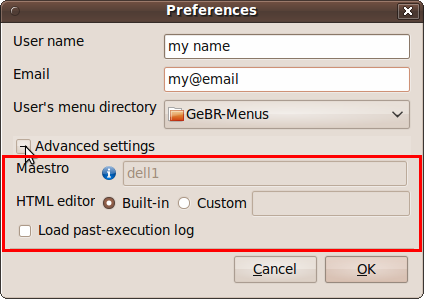 Preferences
User name my name
Email my@email
User's menu directory GeBR-Menus
Advanced settings
Maestro dell1
HTML editor Built-in Custom
Load past-execution log
Cancel OK